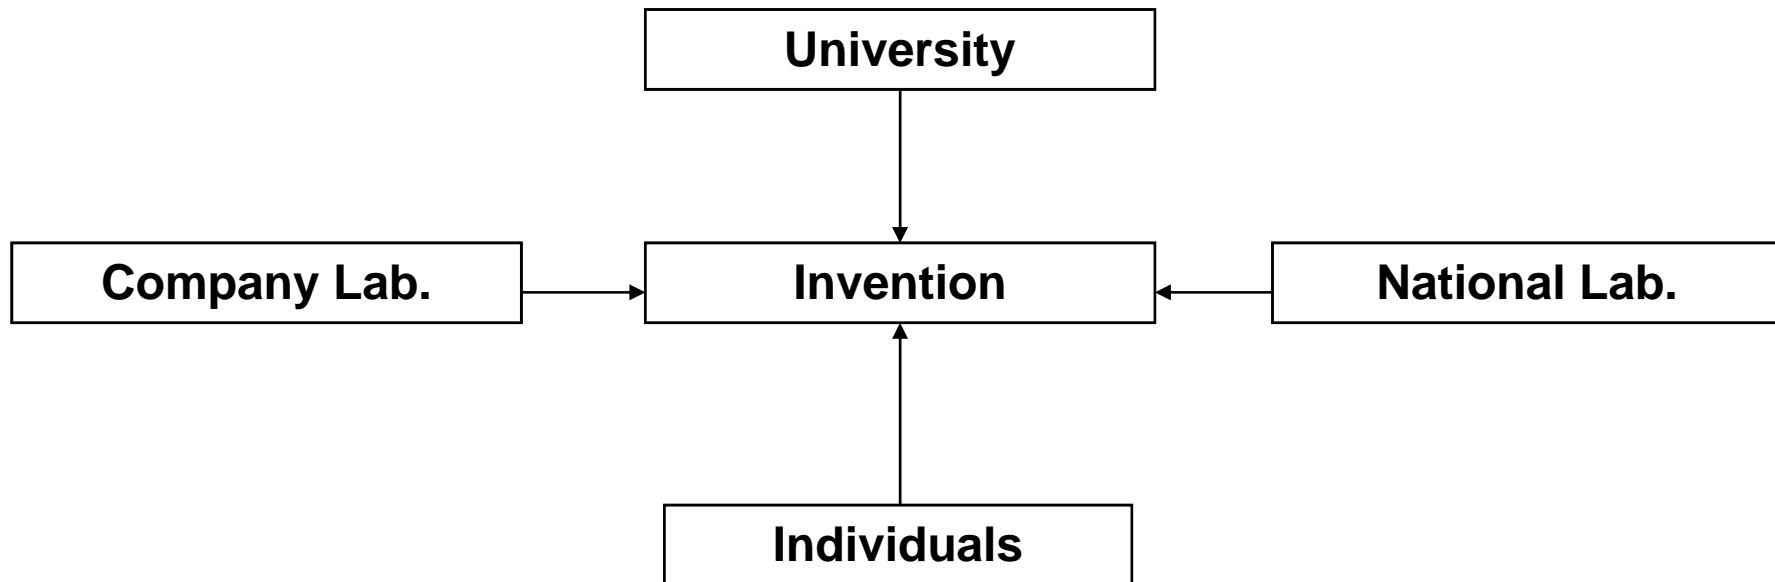 University
Company Lab.
Invention
National Lab.
Individuals